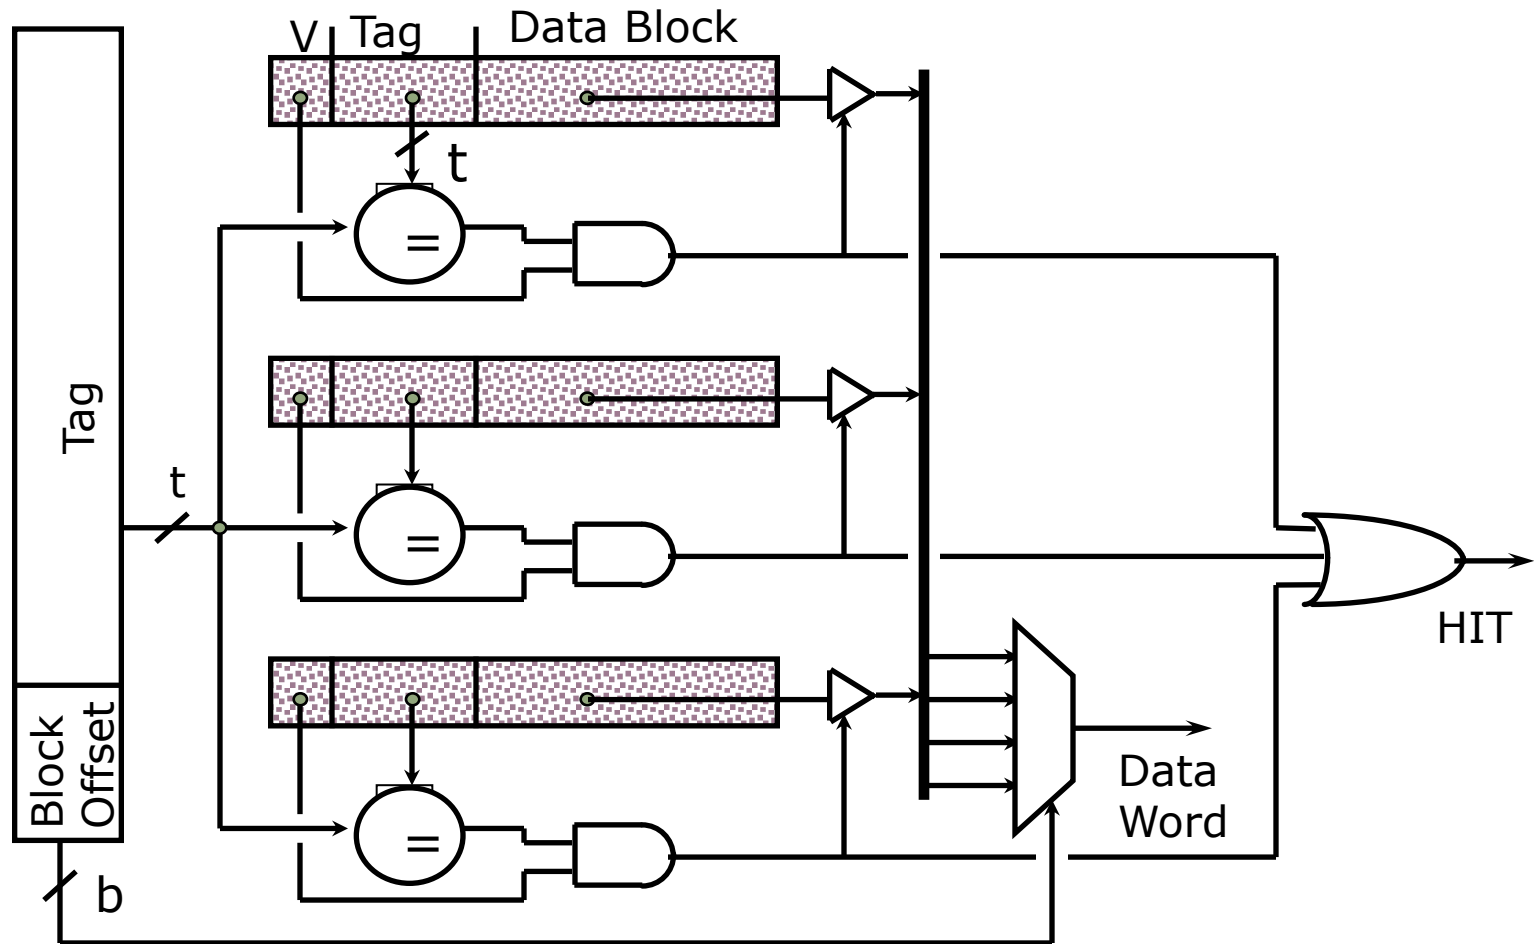 V
Tag
Data Block
t
=
Tag
t
=
HIT
Block
Offset
Data
Word
=
b